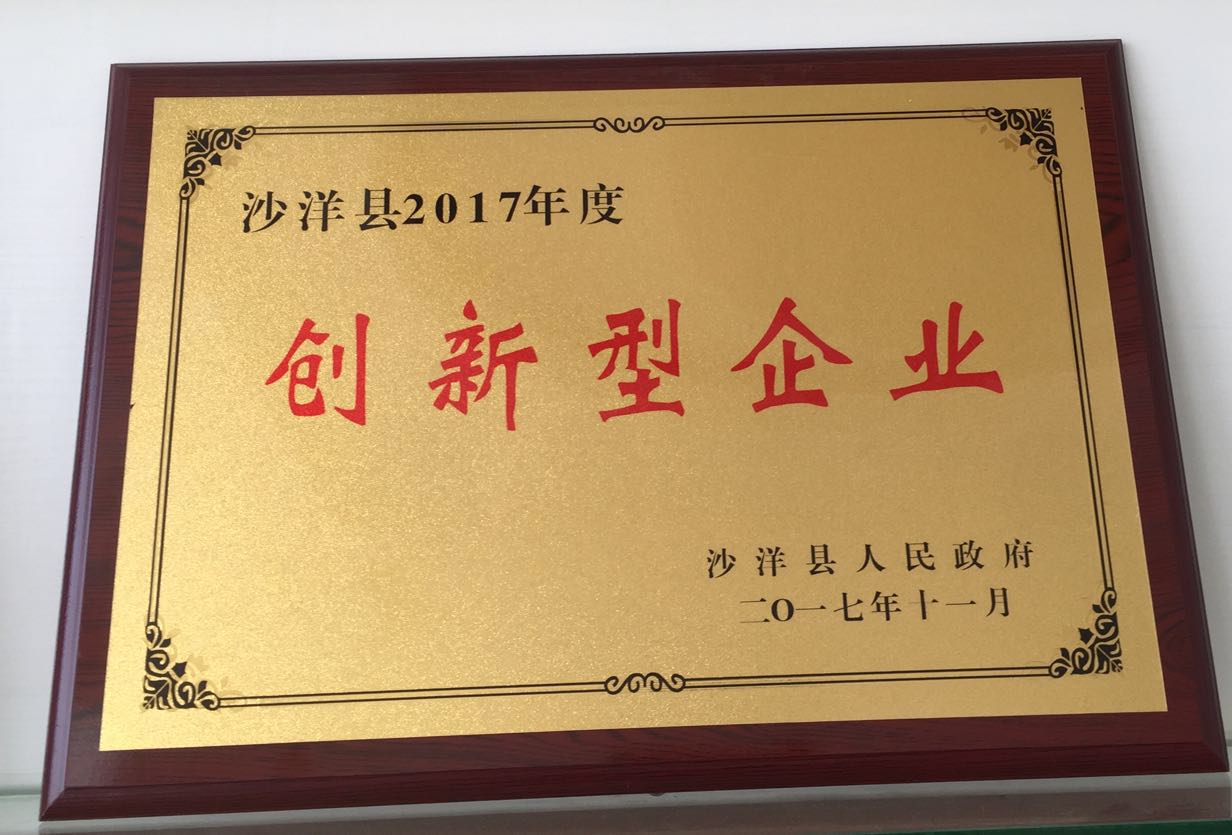 沙洋县2017年度
创新型企业
沙洋县人民政府
二〇一七年十一月